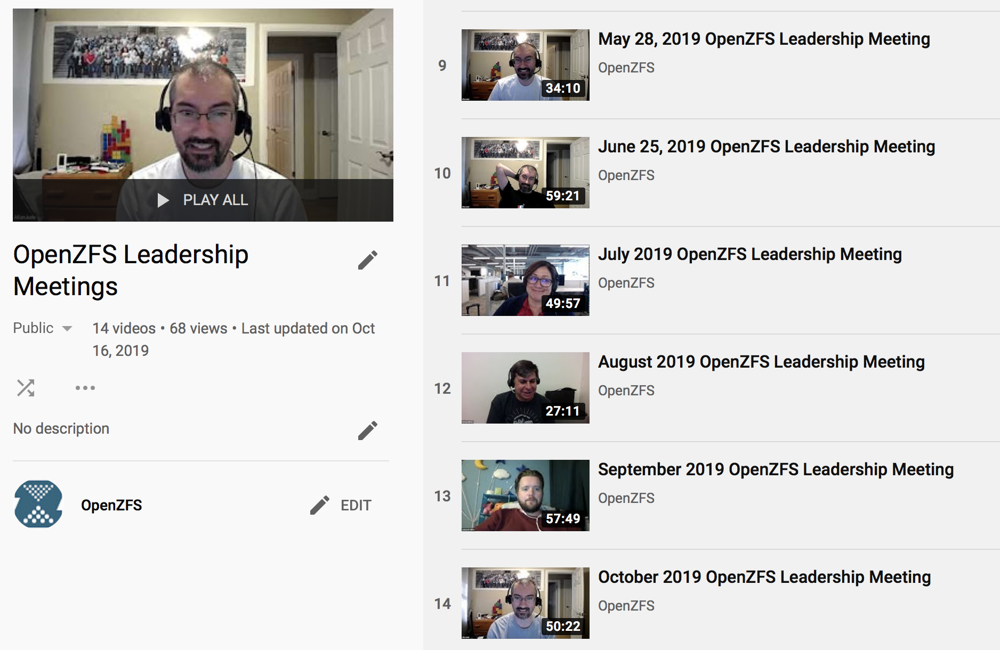 PLAY ALL
OpenZFS Leadership
Meetings
Public
14 videos • 68 views • Last updated on Oct
16, 2019
No description
OpenZFS
EDIT
9
34:10
May 28, 2019 OpenZFS Leadership Meeting
OpenZFS
10
59:21
June 25, 2019 OpenZFS Leadership Meeting
OpenZFS
11
49:57
July 2019 OpenZFS Leadership Meeting
OpenZFS
12
27:11
August 2019 OpenZFS Leadership Meeting
OpenZFS
13
57:49
September 2019 OpenZFS Leadership Meeting
OpenZFS
14
50:22
October 2019 OpenZFS Leadership Meeting
OpenZFS